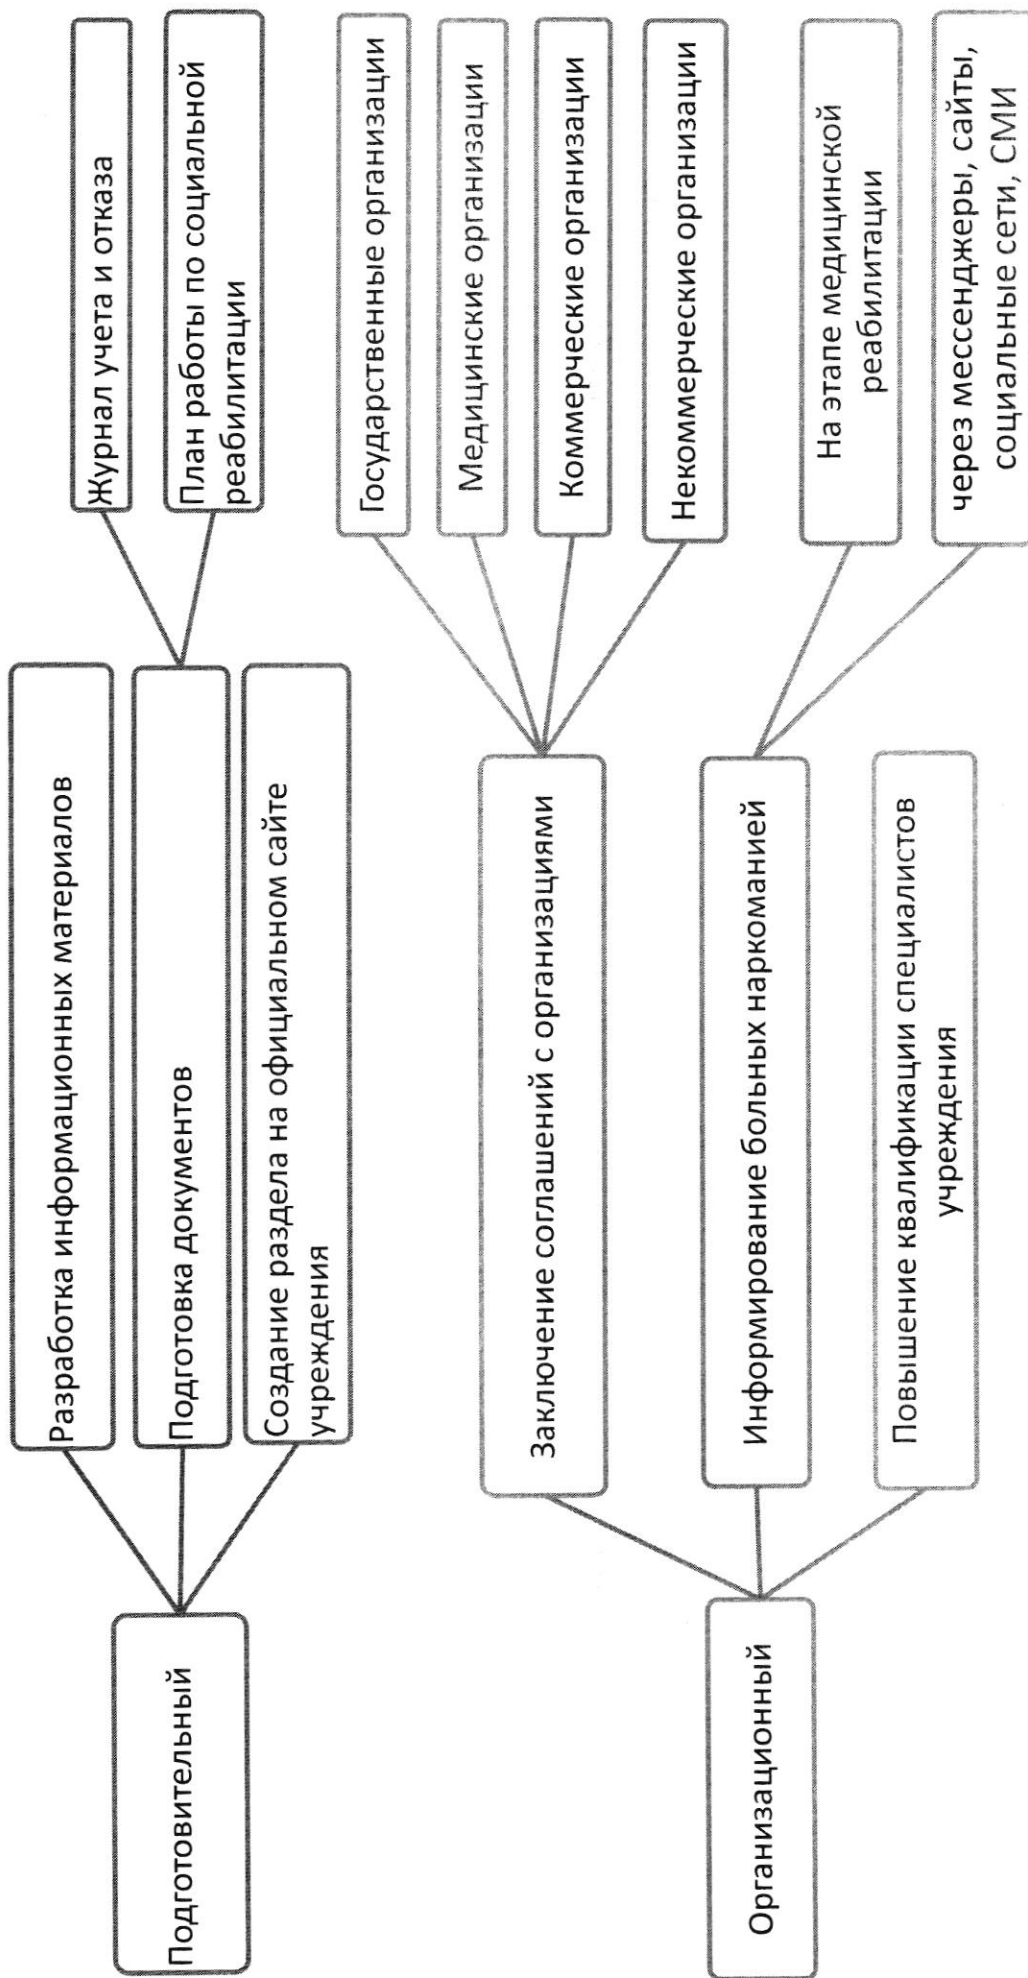 Подготовительный
Разработка информационных материалов
Подготовка документов
Создание раздела на официальном сайте
учреждения
Журнал учета и отказа
План работы по социальной
реабилитации
Организационный
Заключение соглашений с организациями
Информирование больных наркоманией
Повышение квалификации специалистов
учреждения
Государственные организации
Медицинские организации
Коммерческие организации
Некоммерческие организации
На этапе медицинской
реабилитации
через мессенджеры, сайты,
социальные сети, СМИ